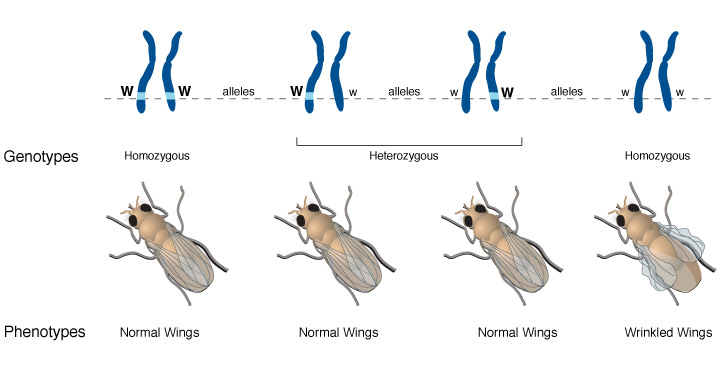 W W alleles W w alleles w W alleles w w
Genotypes Homozygous Heterozygous Homozygous
Phenotypes Normal Wings Normal Wings Normal Wings Wrinkled Wings